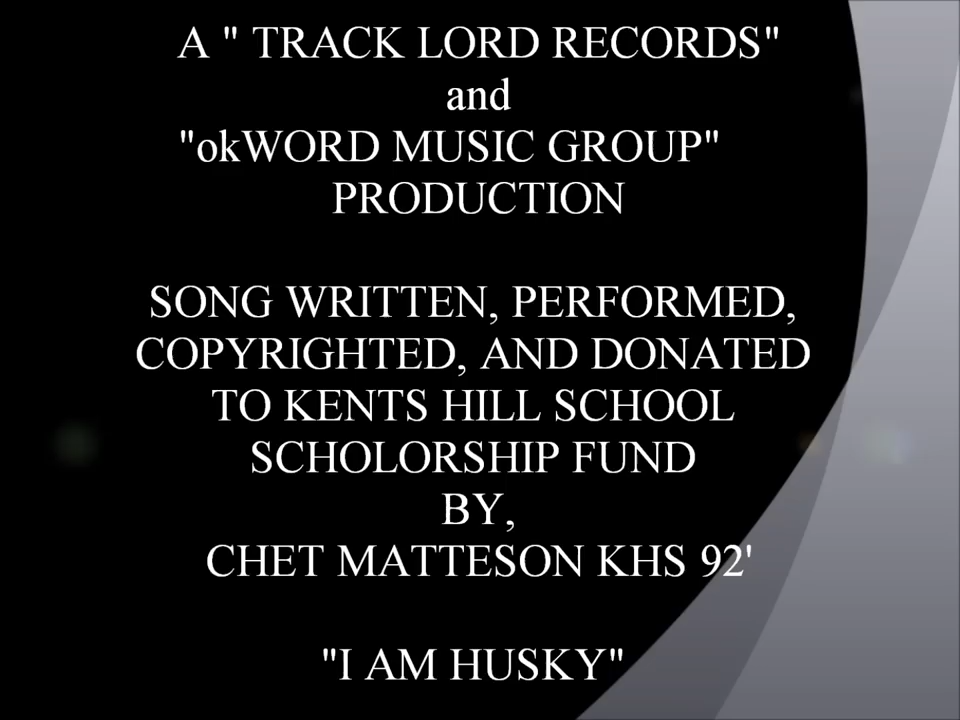 A " TRACK LORD RECORDS"
and
"okWORD MUSIC GROUP"
PRODUCTION
SONG WRITTEN, PERFORMED,
COPYRIGHTED, AND DONATED
TO KENTS HILL SCHOOL
SCHOLORSHIP FUND
BY,
CHET MATTESON KHS 92'
"I AM HUSKY"